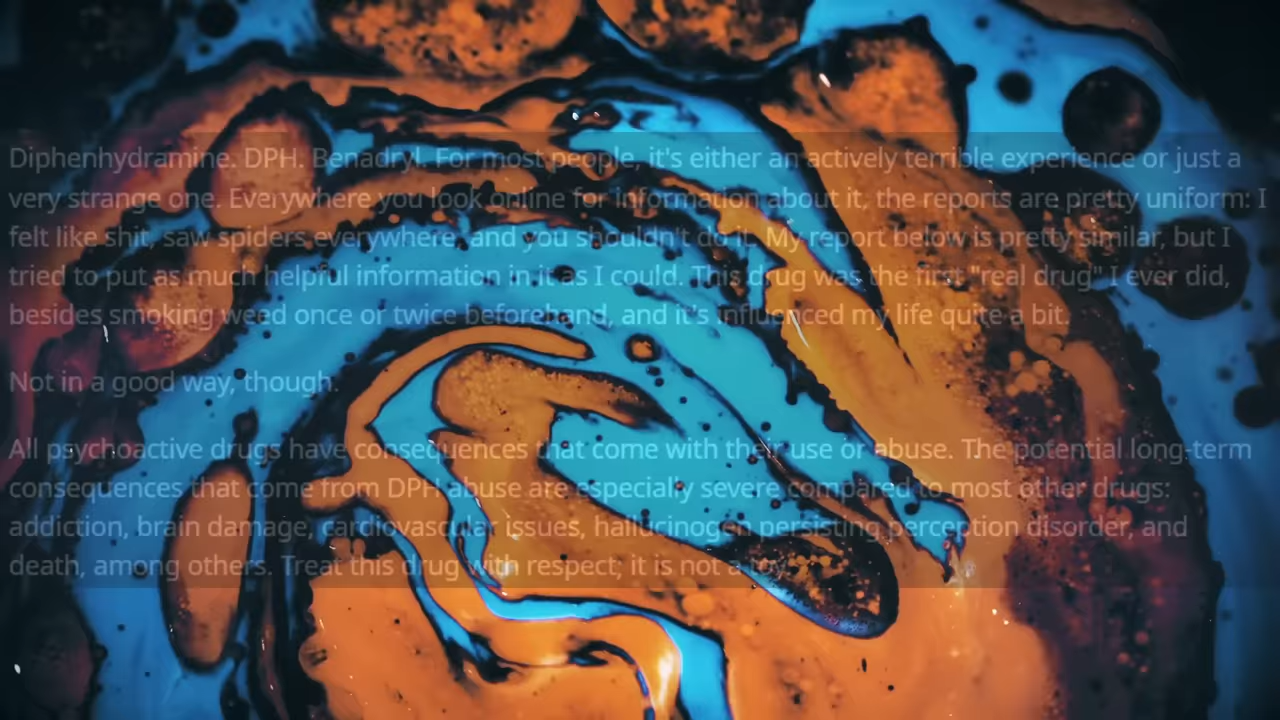 Diphenhydramine. DPH. Benadryl. For most people, it's either an actively terrible experience or just a
very strange one. Everywhere you look online for information about it, the reports are pretty uniform: I
felt like shit, saw spiders everywhere, and you shouldn't do it. My report below is pretty similar, but I
tried to put as much helpful information in it as I could. This drug was the first "real drug" I ever did,
besides smoking weed once of twice beforehand, and it's influenced my life quite a bit.
Not in a good way, though.
All psychoactive drugs have consequences that come with their use or abuse. The potential long-term
consequences that come from DPH abuse are especially severe compared to most other drugs:
addiction, brain damage, cardiovascular issues, hallucinogen persisting perception disorder, and
death, among others. Treat this drug with respect; it is not a toy.